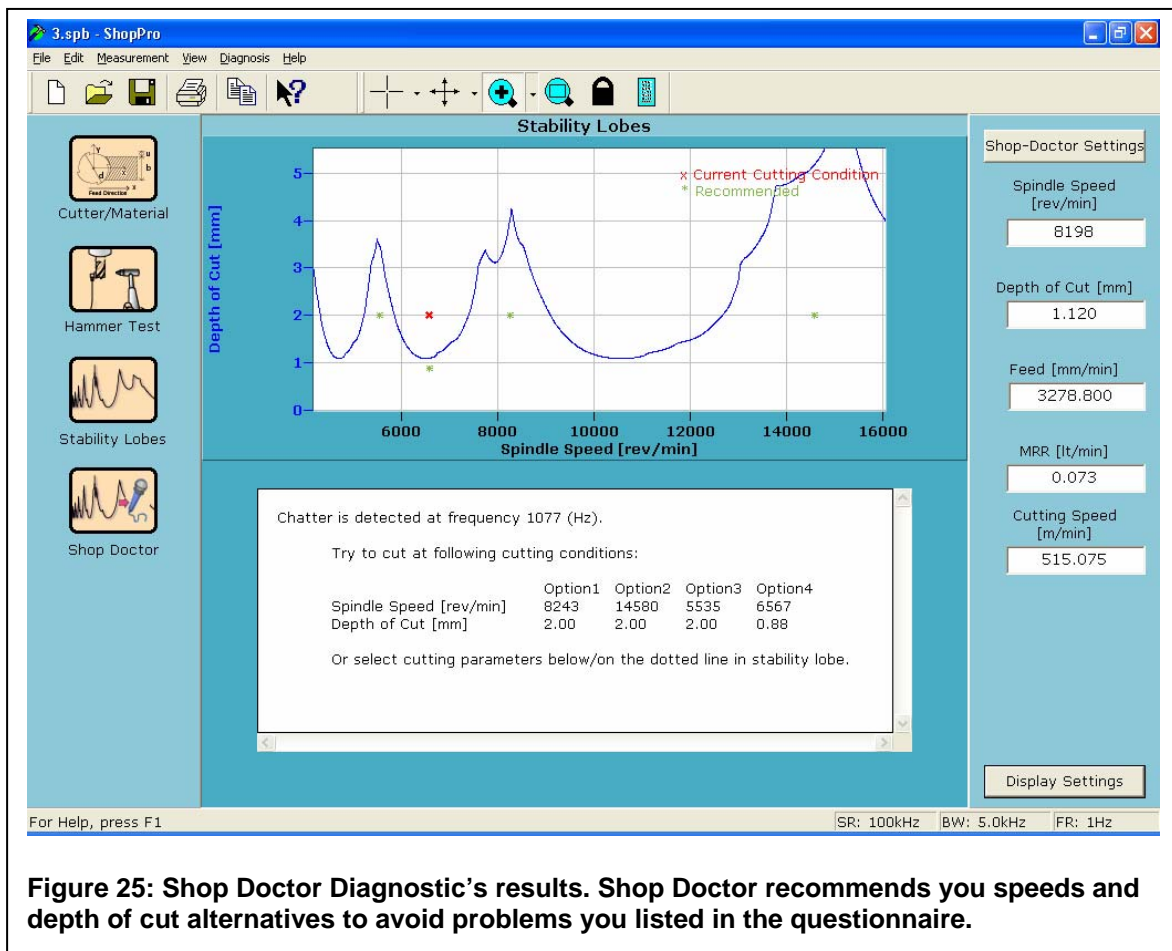 3.spb - ShopPro
File Edit Measurement View Diagnosis Help
Cutter/Material
Hammer Test
Stability Lobes
Shop Doctor
Stability Lobes
x Current Cutting Condition
* Recommended
Depth of Cut [mm]
5
4
3
2
1
0
6000 8000 10000 12000 14000 16000
Spindle Speed [rev/min]
Chatter is detected at frequency 1077 (Hz).
Try to cut at following cutting conditions:
Option1 Option2 Option3 Option4
Spindle Speed [rev/min] 8243 14580 5535 6567
Depth of Cut [mm] 2.00 2.00 2.00 0.88
Or select cutting parameters below/on the dotted line in stability lobe.
Shop-Doctor Settings
Spindle Speed
[rev/min]
8198
Depth of Cut [mm]
1.120
Feed [mm/min]
3278.800
MRR [lt/min]
0.073
Cutting Speed
[m/min]
515.075
Display Settings
For Help, press F1
SR: 100kHz BW: 5.0kHz FR: 1Hz
Figure 25: Shop Doctor Diagnostic's results. Shop Doctor recommends you speeds and
depth of cut alternatives to avoid problems you listed in the questionnaire.